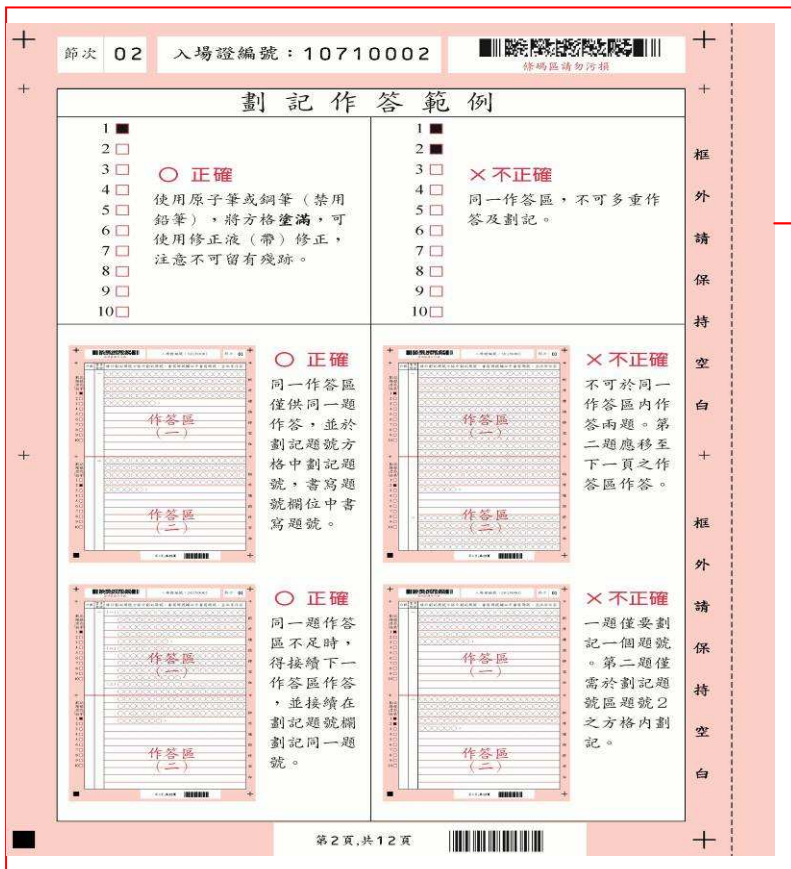 節次 02
入場證編號：10710002
條碼區請勿污損
劃記作答範例
1
2
3
4
5
6
7
8
9
10
○ 正確
使用原子筆或鋼筆（禁用
鉛筆），將方格塗滿，可
使用修正液（帶）修正，
注意不可留有殘跡。
1
2
3
4
5
6
7
8
9
10
×不正確
同一作答區，不可多重作
答及劃記。
作答區
（一）
作答區
（二）
○ 正確
同一作答區
僅供同一題
作答，並於
劃記題號方
格中劃記題
號，書寫題
號欄位中書
寫題號。
作答區
（一）
作答區
（二）
×不正確
不可於同一
作答區內作
答兩題。第
二題應移至
下一頁之作
答區作答。
作答區
（一）
作答區
（二）
○ 正確
同一題作答
區不足時，
得接續下一
作答區作答
，並接續在
劃記題號欄
劃記同一題
號。
作答區
（一）
作答區
（二）
×不正確
一題僅要劃
記一個題號
。第二題僅
需於劃記題
號區題號2
之方格內劃
記。
框外請保持空白
框外請保持空白
第2頁,共12頁